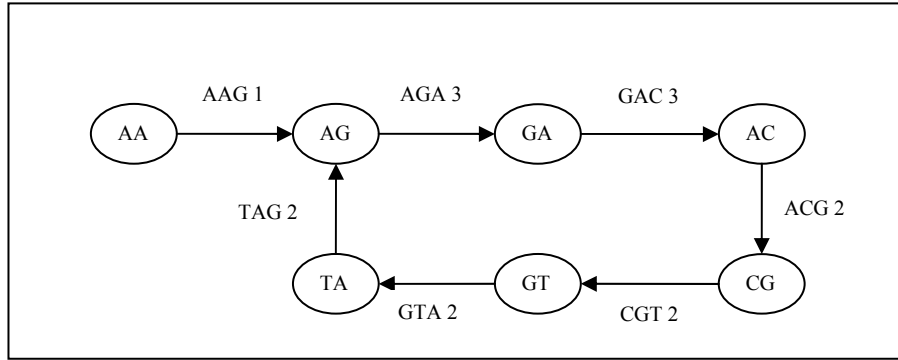 AAG 1 AGA 3 GAC 3
AA AG GA AC
TAG 2 ACG 2
TA GT CG
GTA 2 CGT 2